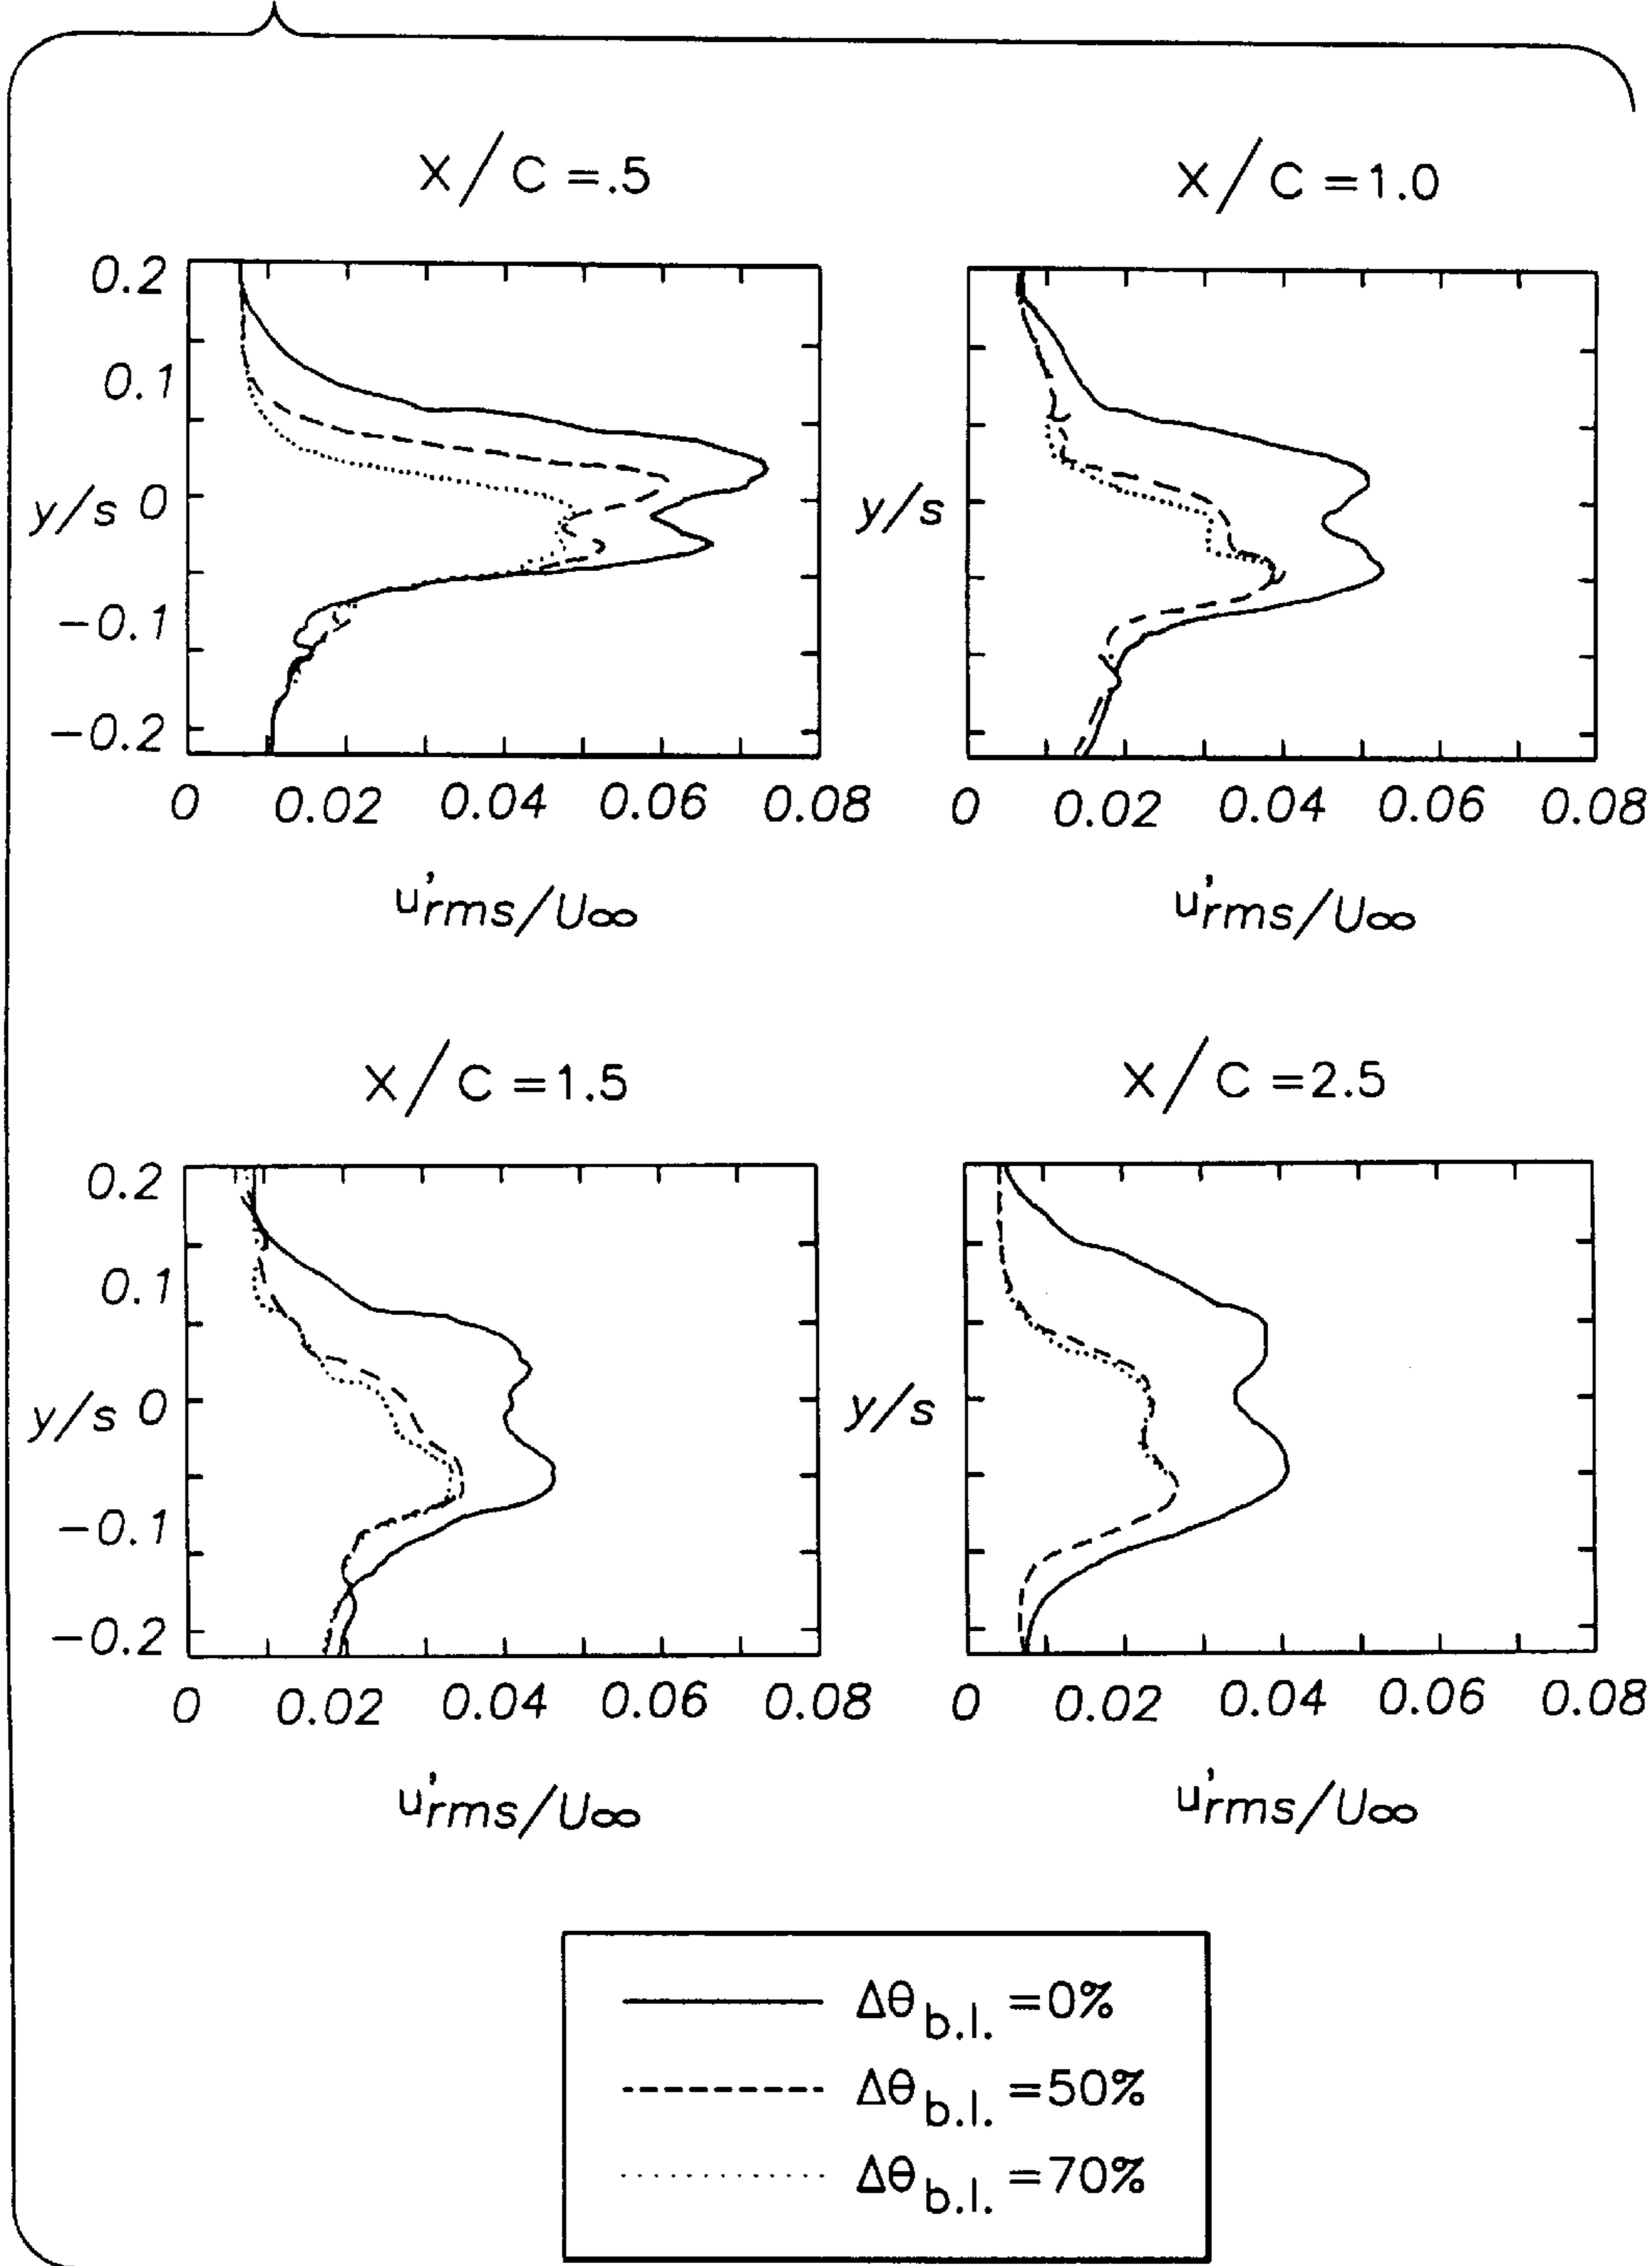 X/C=.5
X/C=1.0
0.2
0.1
y/s 0
-0.1
-0.2
y/s
0 0.02 0.04 0.06 0.08
0 0.02 0.04 0.06 0.08
u'rms/U∞
u'rms/U∞
X/C=1.5
X/C=2.5
0.2
0.1
y/s 0
-0.1
-0.2
y/s
0 0.02 0.04 0.06 0.08
0 0.02 0.04 0.06 0.08
u'rms/U∞
u'rms/U∞
Δθb.l. =0%
Δθb.l. =50%
Δθb.l. =70%